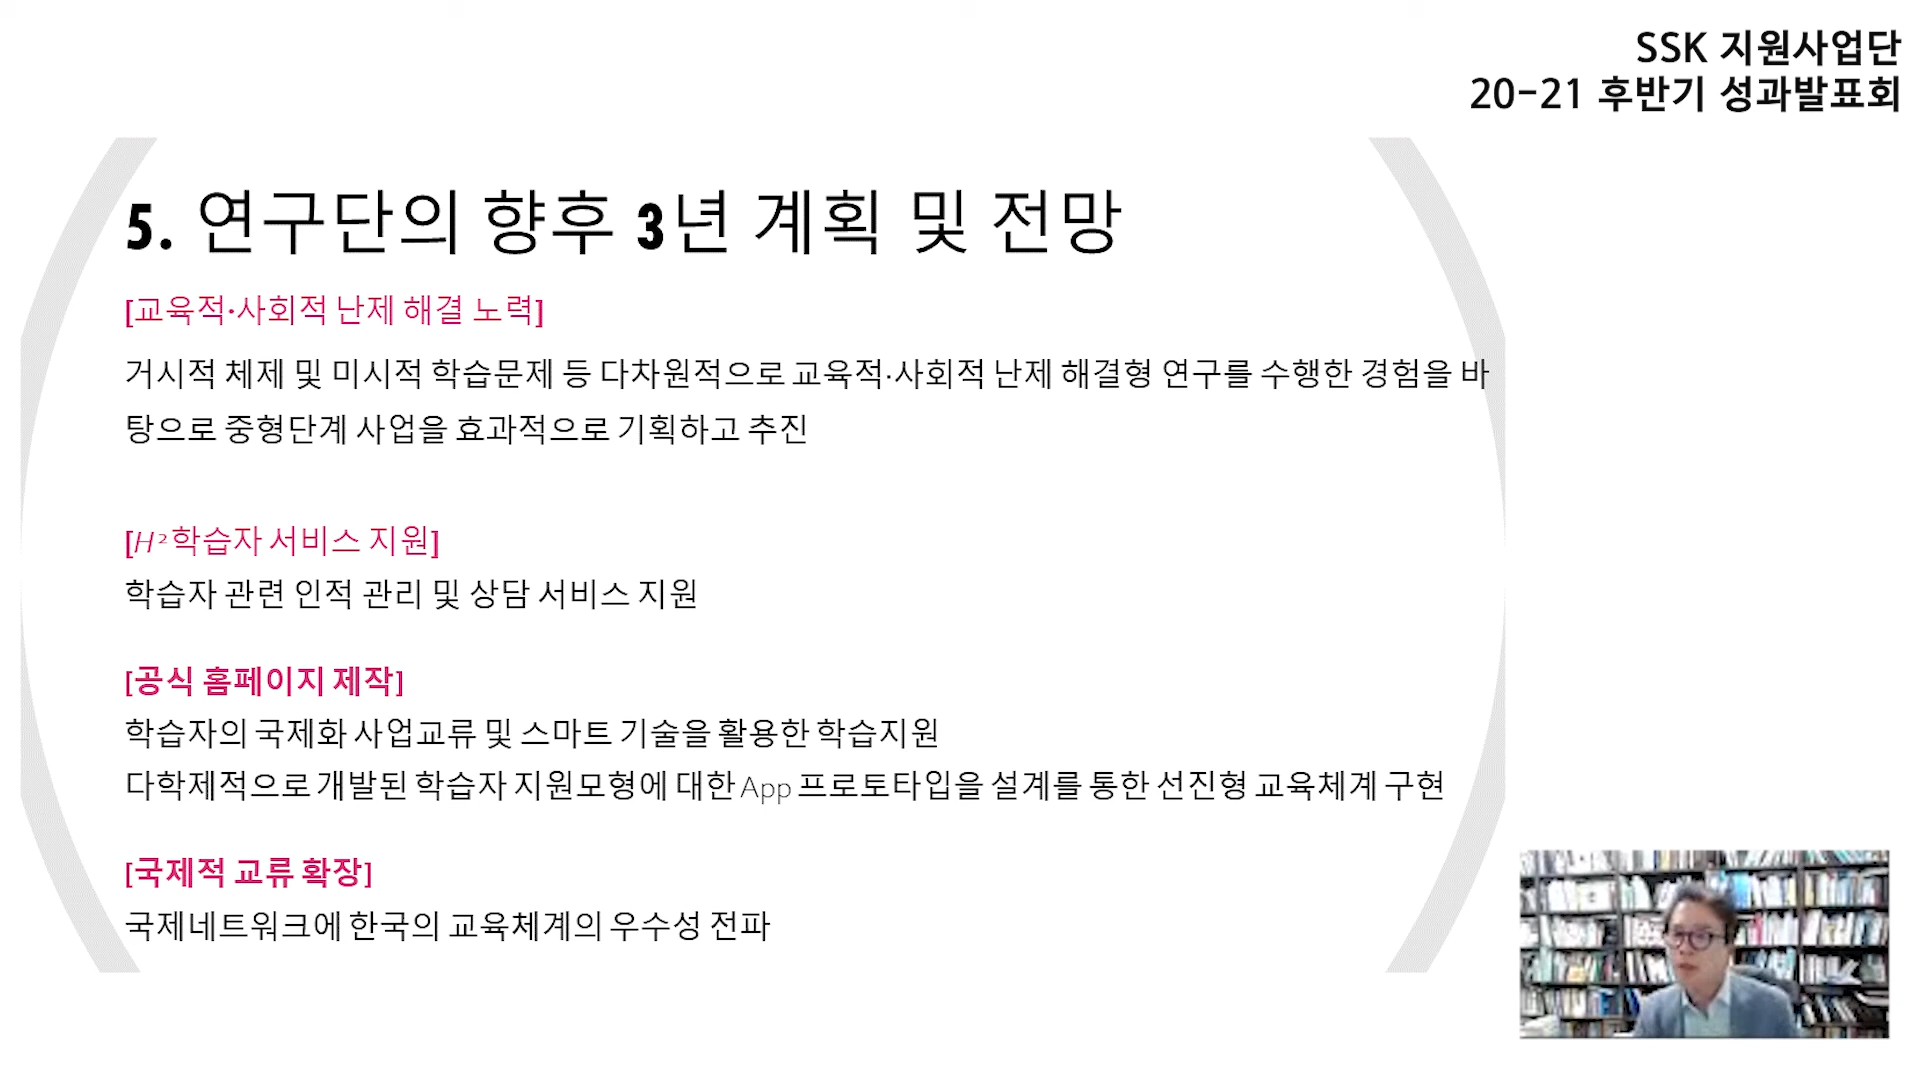 SSK 지원사업단
20-21 후반기 성과발표회
5. 연구단의 향후 3년 계획 및 전망
[교육적·사회적 난제 해결 노력]
거시적 체제 및 미시적 학습문제 등 다차원적으로 교육적·사회적 난제 해결형 연구를 수행한 경험을 바
탕으로 중형단계 사업을 효과적으로 기획하고 추진
[H²학습자 서비스 지원]
학습자 관련 인적 관리 및 상담 서비스 지원
[공식 홈페이지 제작]
학습자의 국제화 사업교류 및 스마트 기술을 활용한 학습지원
다학제적으로 개발된 학습자 지원모형에 대한 App 프로토타입을 설계를 통한 선진형 교육체계 구현
[국제적 교류 확장]
국제네트워크에 한국의 교육체계의 우수성 전파